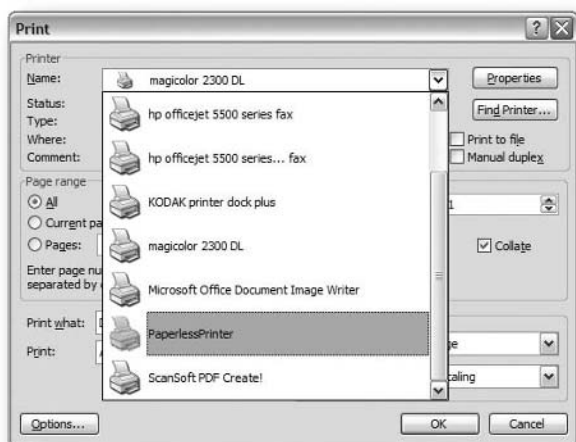 Print
Printer
Name:
magicolor 2300 DL
Properties
Status:
Type:
Where:
Comment:
Find Printer...
Print to file
Manual duplex
hp officejet 5500 series fax
hp officejet 5500 series... fax
KODAK printer dock plus
magicolor 2300 DL
Microsoft Office Document Image Writer
PaperlessPrinter
ScanSoft PDF Create!
Page range
All
Current pa
Pages:
Enter page nu
separated by
1
Collate
Print what:
Print:
ge
caling
Options...
OK
Cancel